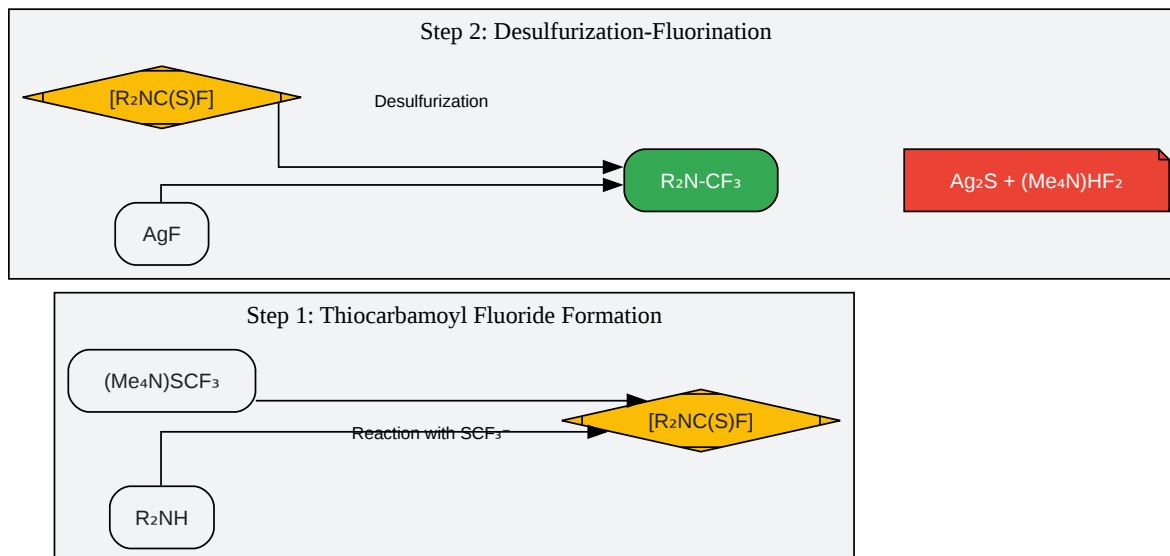 Step 2: Desulfurization-Fluorination
[R₂NC(S)F]
Desulfurization
R₂N-CF₃
Ag₂S + (Me₄N)HF₂
AgF
Step 1: Thiocarbamoyl Fluoride Formation
(Me₄N)SCF₃
[R₂NC(S)F]
Reaction with SCF₃⁻
R₂NH